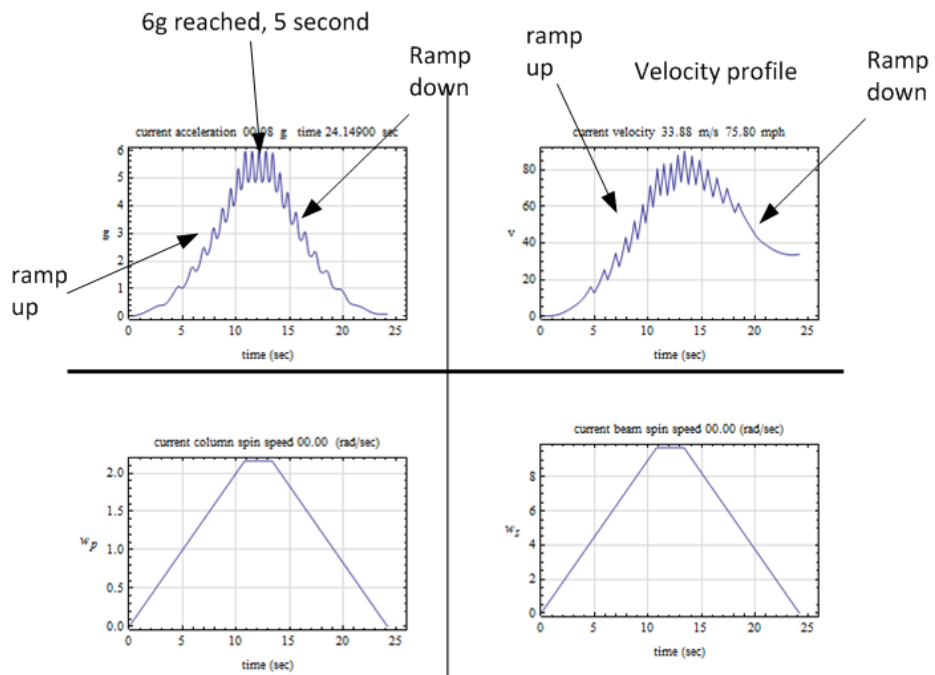 6g reached, 5 second
Ramp
down
ramp
up
current acceleration 00.08 g time 24.14900 sec
6
5
4
3
2
1
0
g
0 5 10 15 20 25
time (sec)
ramp
up
Velocity profile
Ramp
down
current velocity 33.88 m/s 75.80 mph
80
60
40
20
0
v
0 5 10 15 20 25
time (sec)
current column spin speed 00.00 (rad/sec)
2.0
1.5
1.0
0.5
0.0
wp
0 5 10 15 20 25
time (sec)
current beam spin speed 00.00 (rad/sec)
8
6
4
2
0
ws
0 5 10 15 20 25
time (sec)